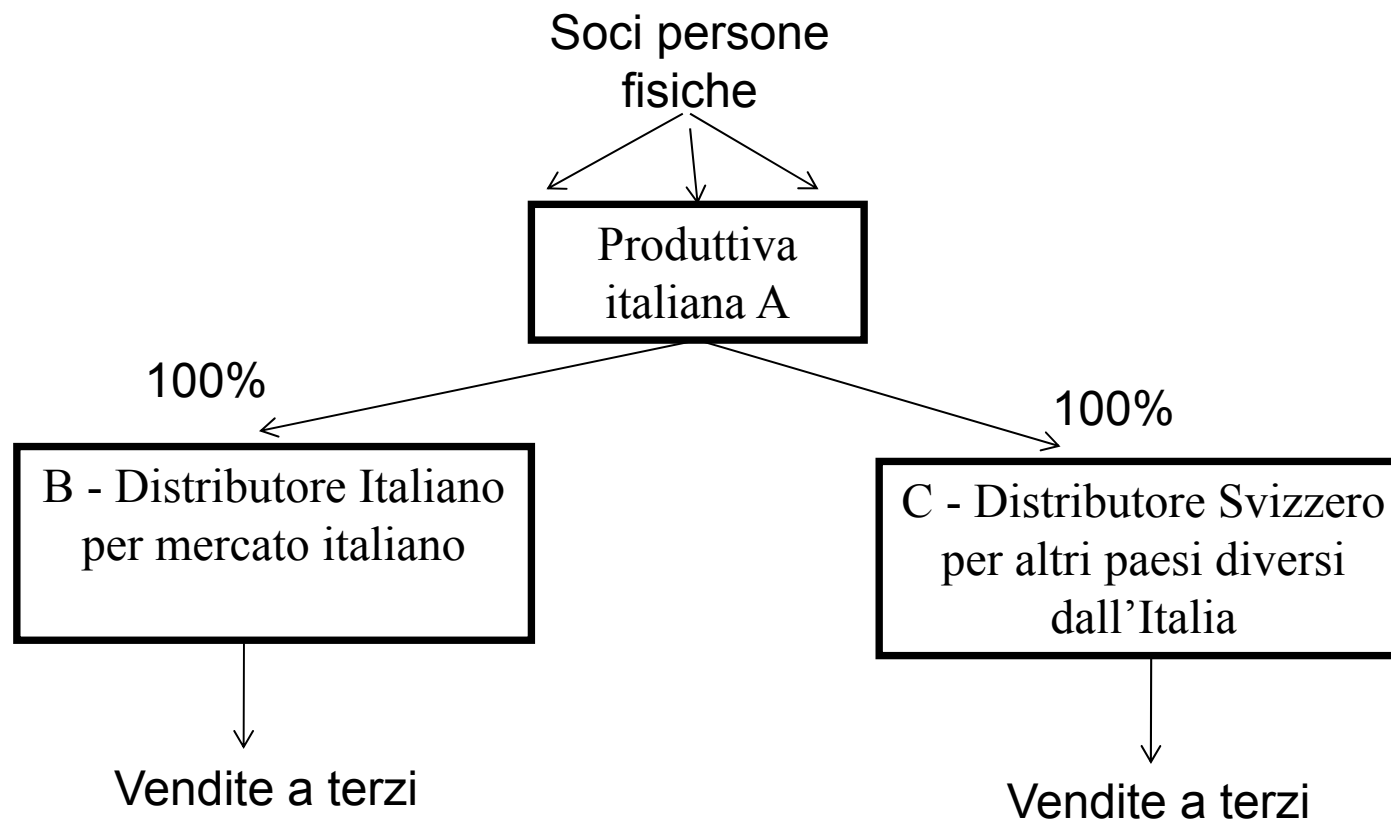 Soci persone
fisiche
Produttiva
italiana A
100%
100%
B - Distributore Italiano
per mercato italiano
C - Distributore Svizzero
per altri paesi diversi
dall’Italia
Vendite a terzi
Vendite a terzi